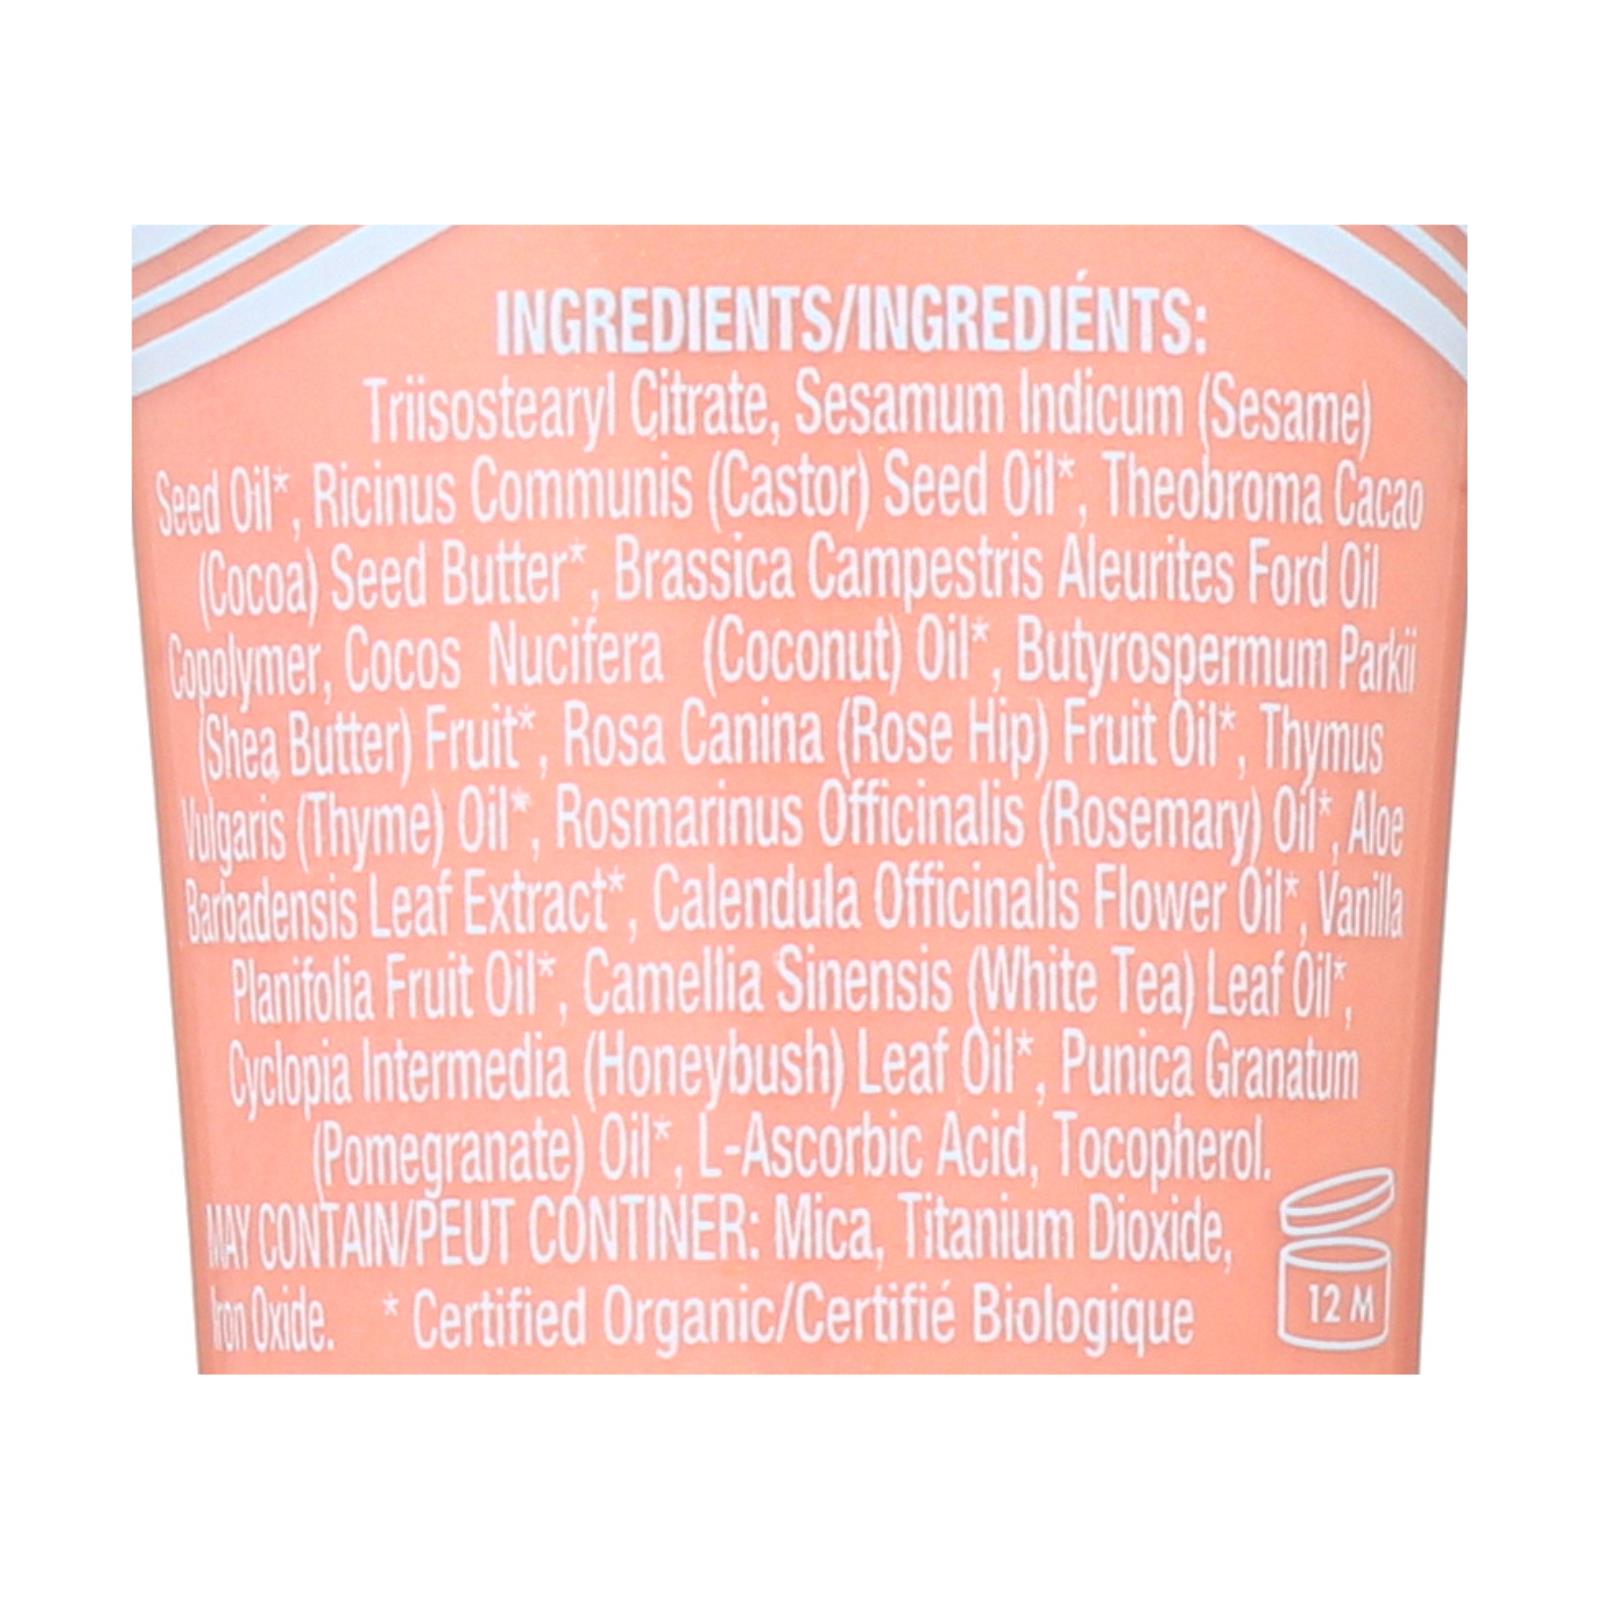 INGREDIENTS/INGREDIÉNTS:
Triisostearyl Citrate, Sesamum Indicum (Sesame)
Seed Oil*, Ricinus Communis (Castor) Seed Oil*, Theobroma Cacao
(Cocoa) Seed Butter*, Brassica Campestris Aleurites Ford Oil
Copolymer, Cocos Nucifera (Coconut) Oil*, Butyrospermum Parkii
(Shea Butter) Fruit*, Rosa Canina (Rose Hip) Fruit Oil*, Thymus
Vulgaris (Thyme) Oil*, Rosmarinus Officinalis (Rosemary) Oil*, Aloe
Barbadensis Leaf Extract*, Calendula Officinalis Flower Oil*, Vanilla
Planifolia Fruit Oil*, Camellia Sinensis (White Tea) Leaf Oil*,
Cyclopia Intermedia (Honeybush) Leaf Oil*, Punica Granatum
(Pomegranate) Oil*, L-Ascorbic Acid, Tocopherol.
MAY CONTAIN/PEUT CONTINER: Mica, Titanium Dioxide,
Iron Oxide. * Certified Organic/Certifié Biologique
12 M